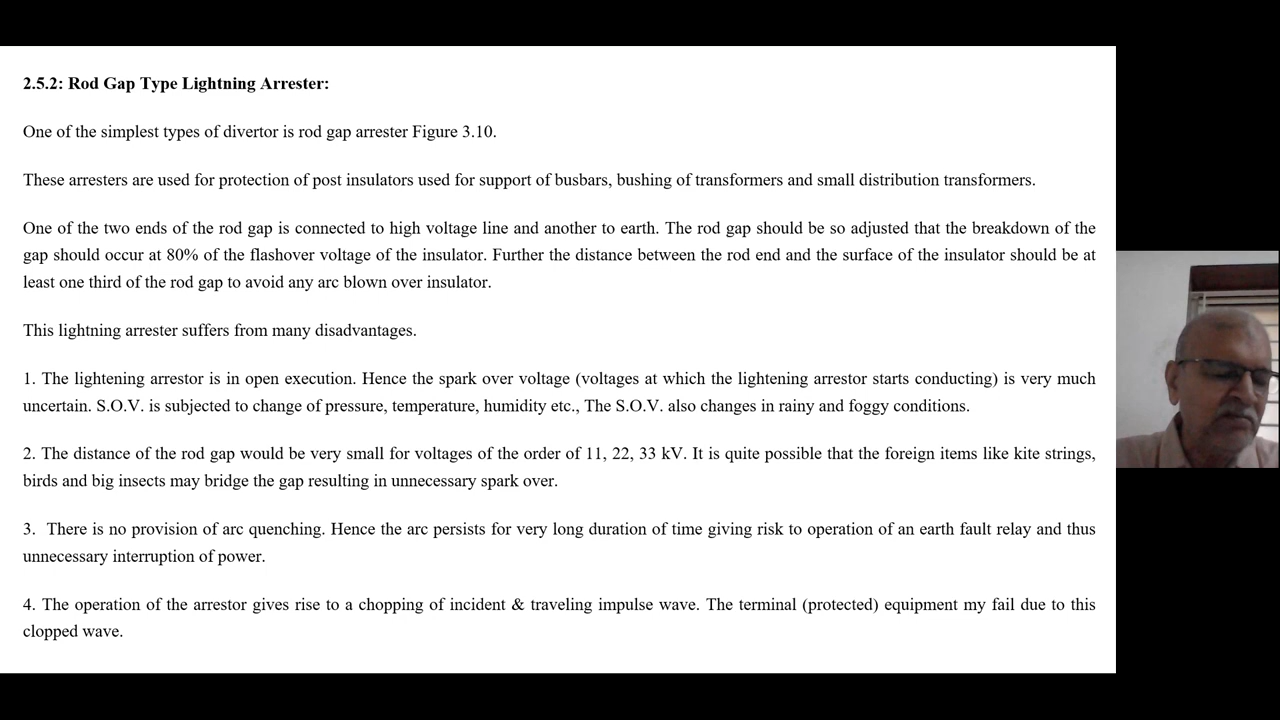 2.5.2: Rod Gap Type Lightning Arrester:
One of the simplest types of divertor is rod gap arrester Figure 3.10.
These arresters are used for protection of post insulators used for support of busbars, bushing of transformers and small distribution transformers.
One of the two ends of the rod gap is connected to high voltage line and another to earth. The rod gap should be so adjusted that the breakdown of the
gap should occur at 80% of the flashover voltage of the insulator. Further the distance between the rod end and the surface of the insulator should be at
least one third of the rod gap to avoid any arc blown over insulator.
This lightning arrester suffers from many disadvantages.
1. The lightening arrestor is in open execution. Hence the spark over voltage (voltages at which the lightening arrestor starts conducting) is very much
uncertain. S.O.V. is subjected to change of pressure, temperature, humidity etc., The S.O.V. also changes in rainy and foggy conditions.
2. The distance of the rod gap would be very small for voltages of the order of 11, 22, 33 kV. It is quite possible that the foreign items like kite strings,
birds and big insects may bridge the gap resulting in unnecessary spark over.
3. There is no provision of arc quenching. Hence the arc persists for very long duration of time giving risk to operation of an earth fault relay and thus
unnecessary interruption of power.
4. The operation of the arrestor gives rise to a chopping of incident & traveling impulse wave. The terminal (protected) equipment my fail due to this
clopped wave.